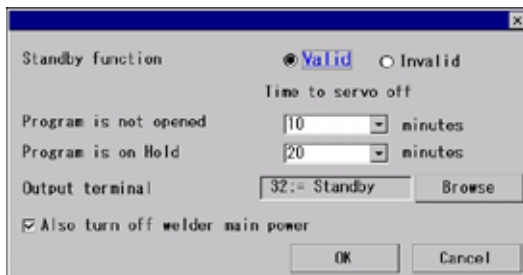 Standby function Valid Invalid
Time to servo off
Program is not opened 10 minutes
Program is on Hold 20 minutes
Output terminal 32:= Standby Browse
Also turn off welder main power
OK Cancel